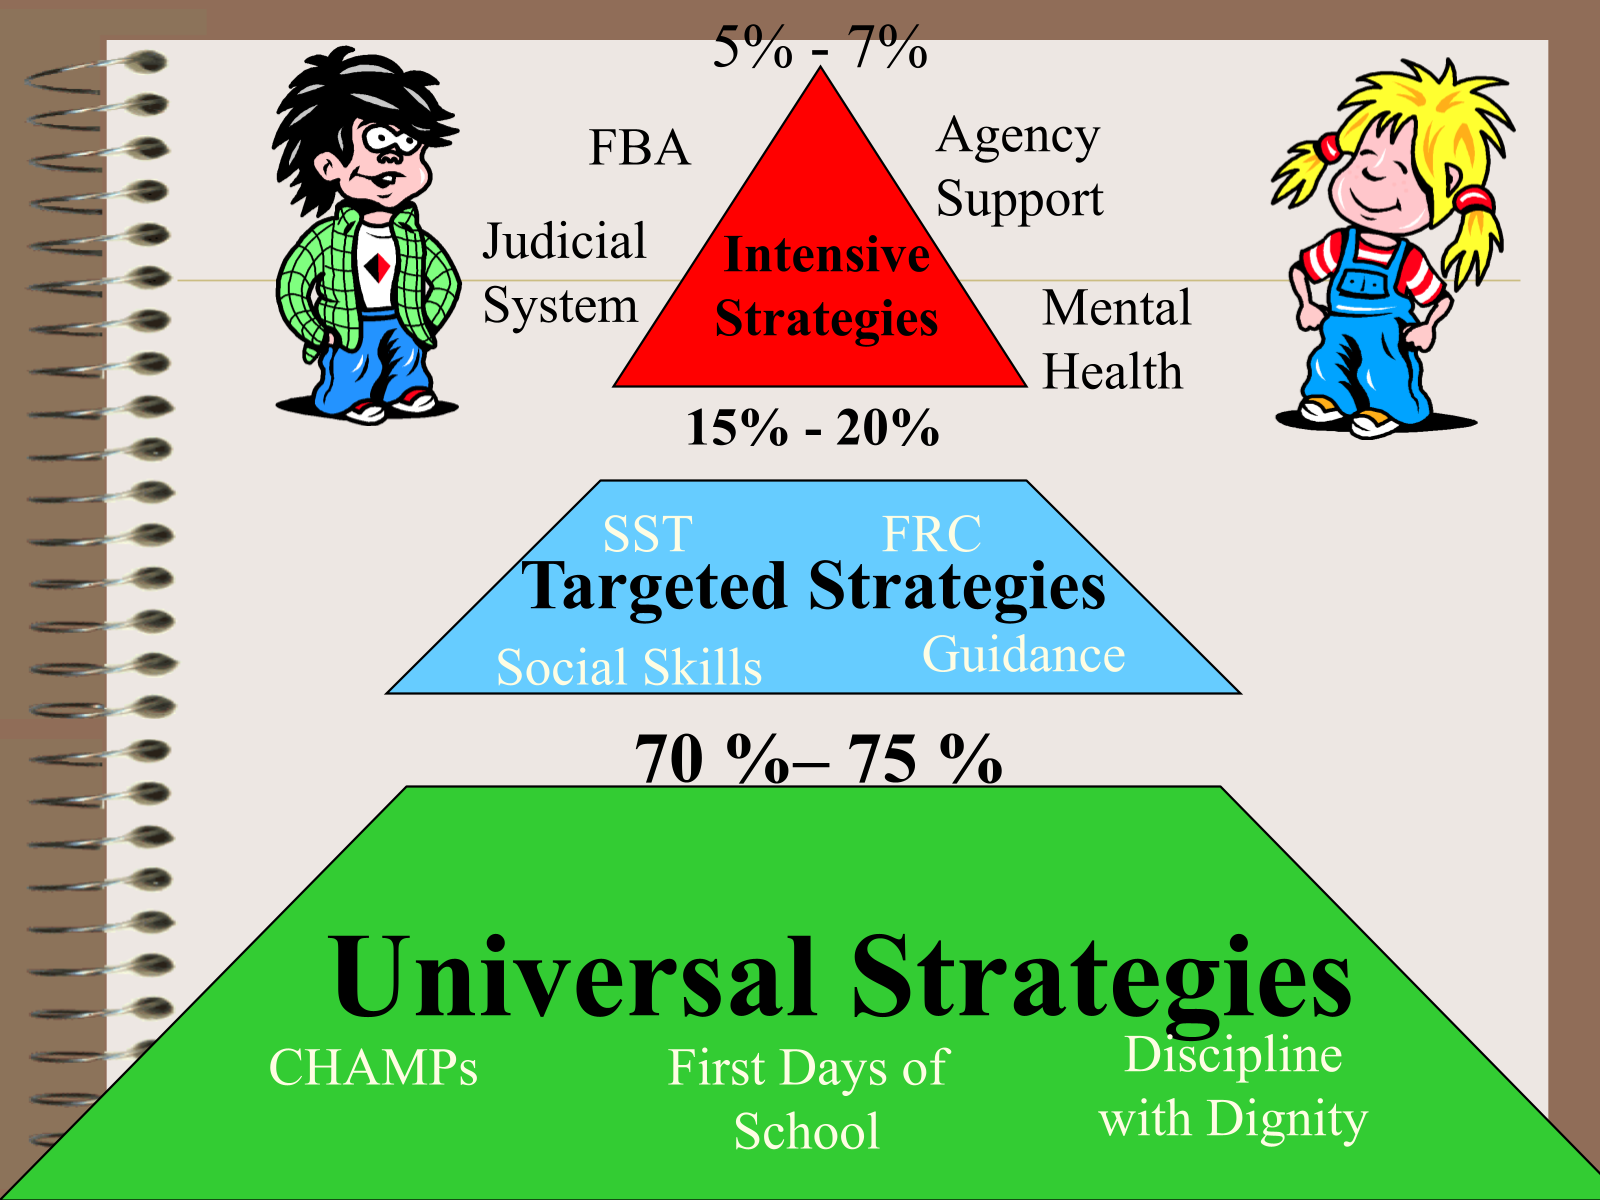 5% - 7%
FBA
Agency
Support
Judicial
System
Intensive
Strategies
Mental
Health
15% - 20%
SST
FRC
Targeted Strategies
Social Skills
Guidance
70 %– 75 %
Universal Strategies
CHAMPs
First Days of
School
Discipline
with Dignity